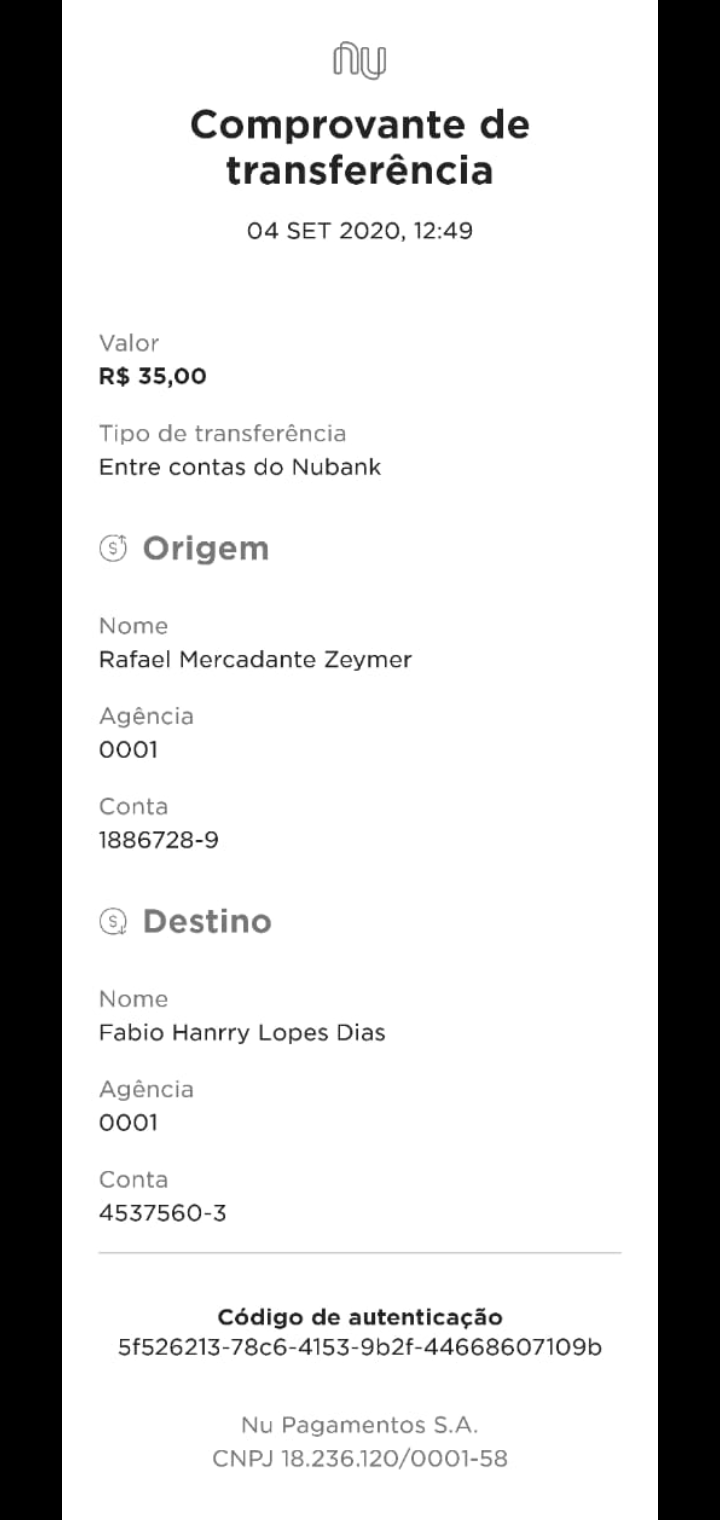 nu
Comprovante de
transferência
04 SET 2020, 12:49
Valor
R$ 35,00
Tipo de transferência
Entre contas do Nubank
Origem
Nome
Rafael Mercadante Zeymer
Agência
0001
Conta
1886728-9
Destino
Nome
Fabio Hanrry Lopes Dias
Agência
0001
Conta
4537560-3
Código de autenticação
5f526213-78c6-4153-9b2f-44668607109b
Nu Pagamentos S.A.
CNPJ 18.236.120/0001-58